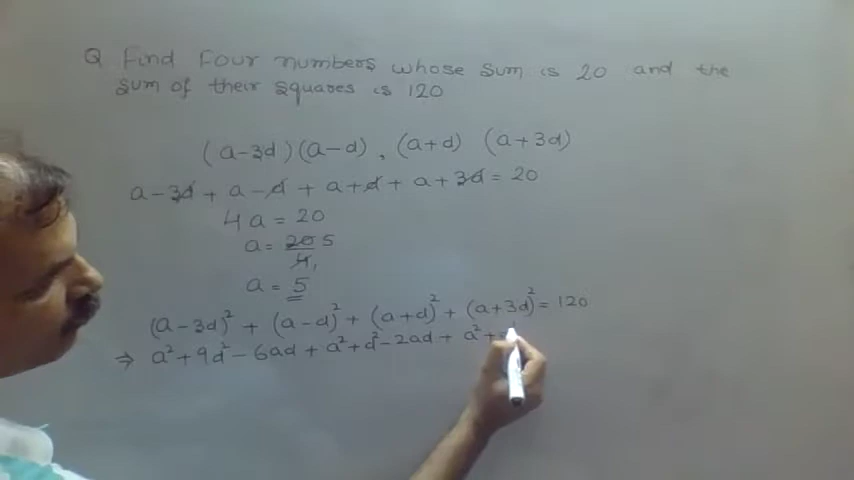 Q Find Four numbers whose sum is 20 and the
sum of their squares is 120
(a-3d)(a-d), (a+d) (a+3d)
a-3d + a-d + a+d + a+3d = 20
4a = 20
a = 20/4, 5
a = 5
(a-3d)² + (a-d)² + (a+d)² + (a+3d)² = 120
⇒ a² + 9d² - 6ad + a² + d² - 2ad + a² +